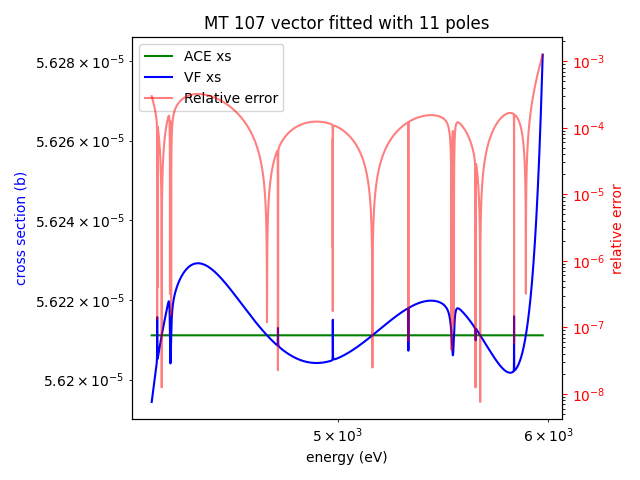 MT 107 vector fitted with 11 poles
ACE xs
VF xs
Relative error
5.628 × 10⁻⁵
5.626 × 10⁻⁵
5.624 × 10⁻⁵
5.622 × 10⁻⁵
5.62 × 10⁻⁵
cross section (b)
10⁻³
10⁻⁴
10⁻⁵
10⁻⁶
10⁻⁷
10⁻⁸
relative error
5 × 10³
6 × 10³
energy (eV)